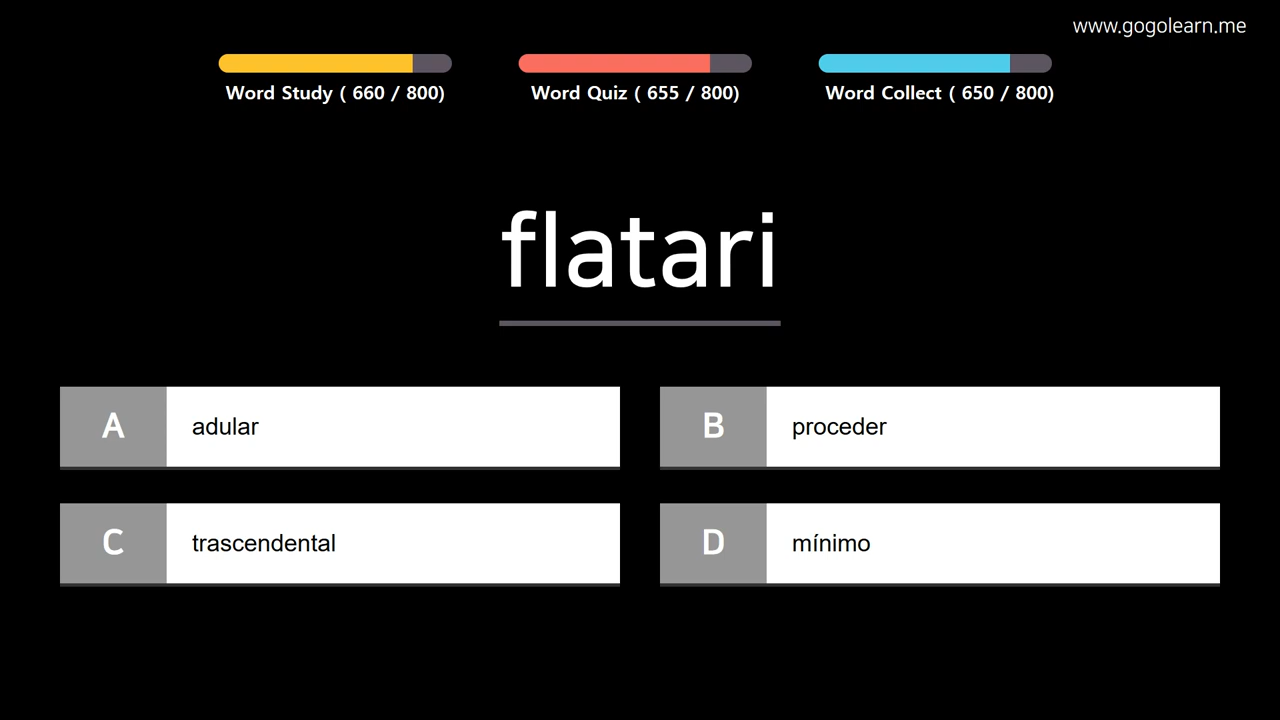 www.gogolearn.me
Word Study ( 660 / 800)
Word Quiz ( 655 / 800)
Word Collect ( 650 / 800)
flatari
A adular
B proceder
C trascendental
D mínimo